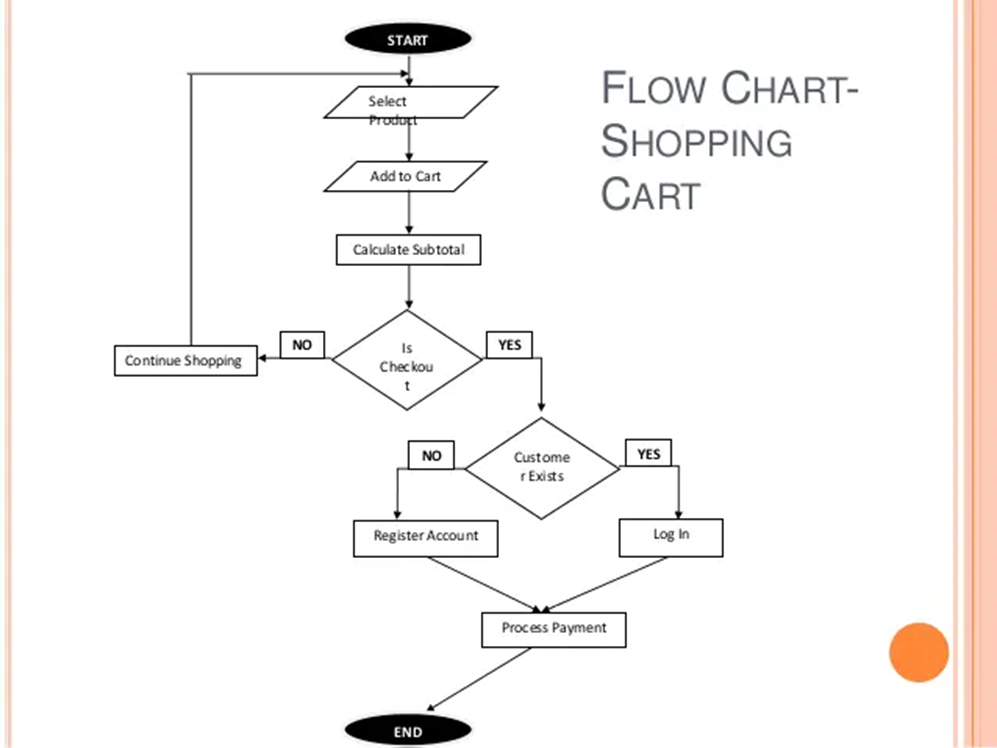 START
FLOW CHART-
SHOPPING
CART
Select
Product
Add to Cart
Calculate Subtotal
NO
YES
Is
Checkou
t
Continue Shopping
NO
YES
Custome
r Exists
Register Account
Log In
Process Payment
END